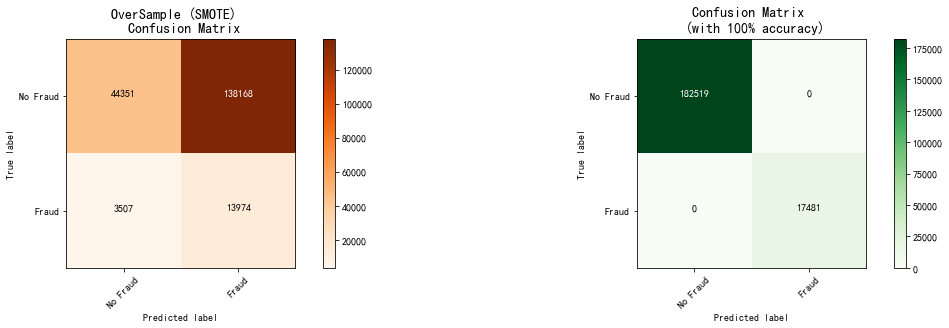 OverSample (SMOTE)
Confusion Matrix
No Fraud
Fraud
True label
44351
138168
3507
13974
No Fraud
Fraud
Predicted label
120000
100000
80000
60000
40000
20000
Confusion Matrix
(with 100% accuracy)
No Fraud
Fraud
True label
182519
0
0
17481
No Fraud
Fraud
Predicted label
175000
150000
125000
100000
75000
50000
25000
0